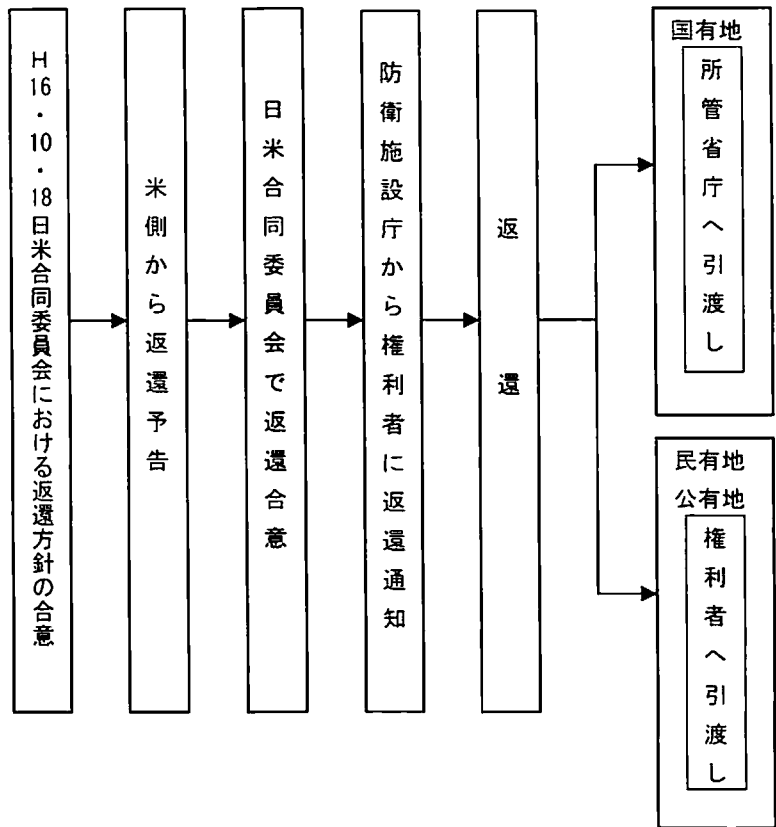 H16・10・18日米合同委員会における返還方針の合意
米側から返還予告
日米合同委員会で返還合意
防衛施設庁から権利者に返還通知
返還
国有地
所管省庁へ引渡し
民有地
公有地
権利者へ引渡し